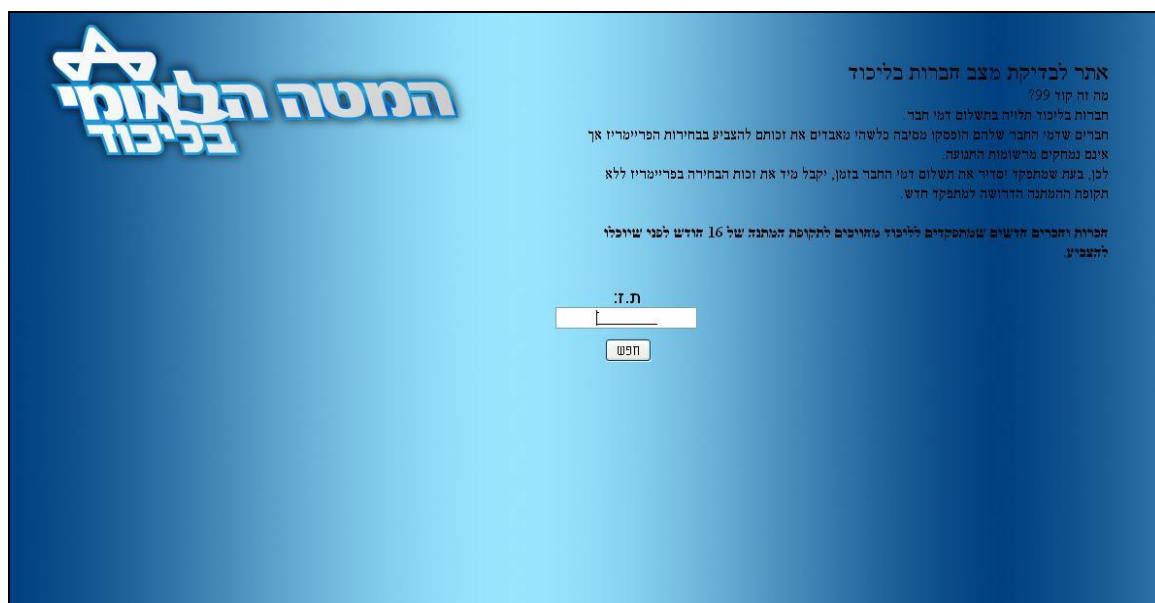 המטה הלאומי
בליכוד
אתר לבדיקת מצב חברות בליכוד
מה זה קוד 99?
חברות בליכוד תלויה בתשלום דמי חבר.
חברים שדמי החבר שלהם הופסקו מסיבה כלשהי מאבדים את זכותם להצביע בבחירות הפריימריז אך
אינם נמחקים מרשומות התנועה.
לכן, בעת שמתפקד יסדיר את תשלום דמי החבר בזמן, יקבל מיד את זכות הבחירה בפריימריז ללא
תקופת ההמתנה הדרושה למתפקד חדש.
חברות וחברים חדשים שמתפקדים לליכוד מחוייבים לתקופת המתנה של 16 חודש לפני שיוכלו
להצביע.
ת.ז:
חפש